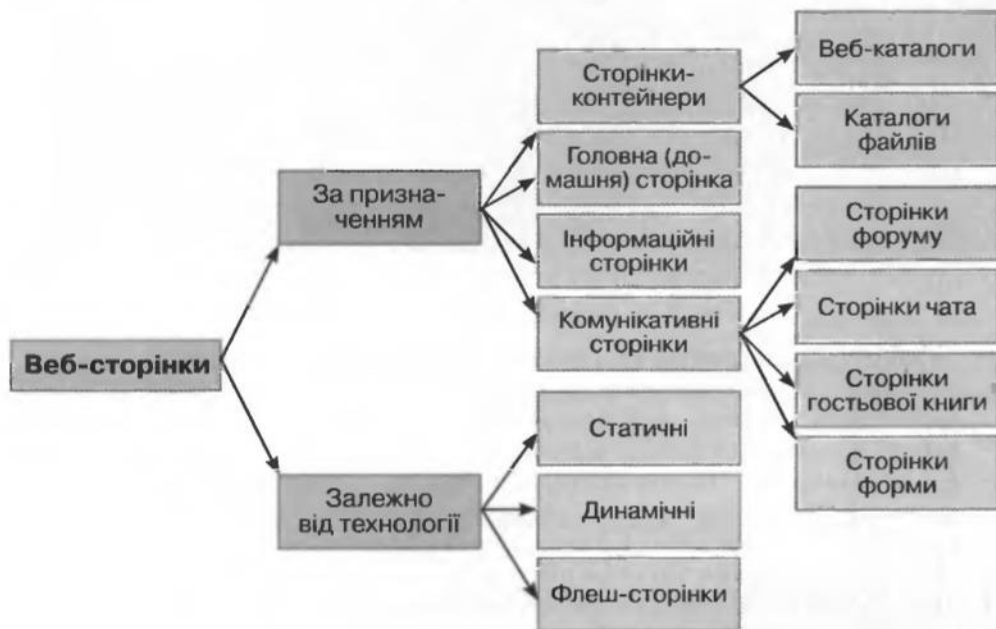 Веб-сторінки
За призна-
ченням
Сторінки-
контейнери
Веб-каталоги
Каталоги
файлів
Головна (до-
машня) сторінка
Інформаційні
сторінки
Комунікативні
сторінки
Сторінки
форуму
Сторінки чата
Сторінки
гостьової книги
Сторінки
форми
Залежно
від технології
Статичні
Динамічні
Флеш-сторінки